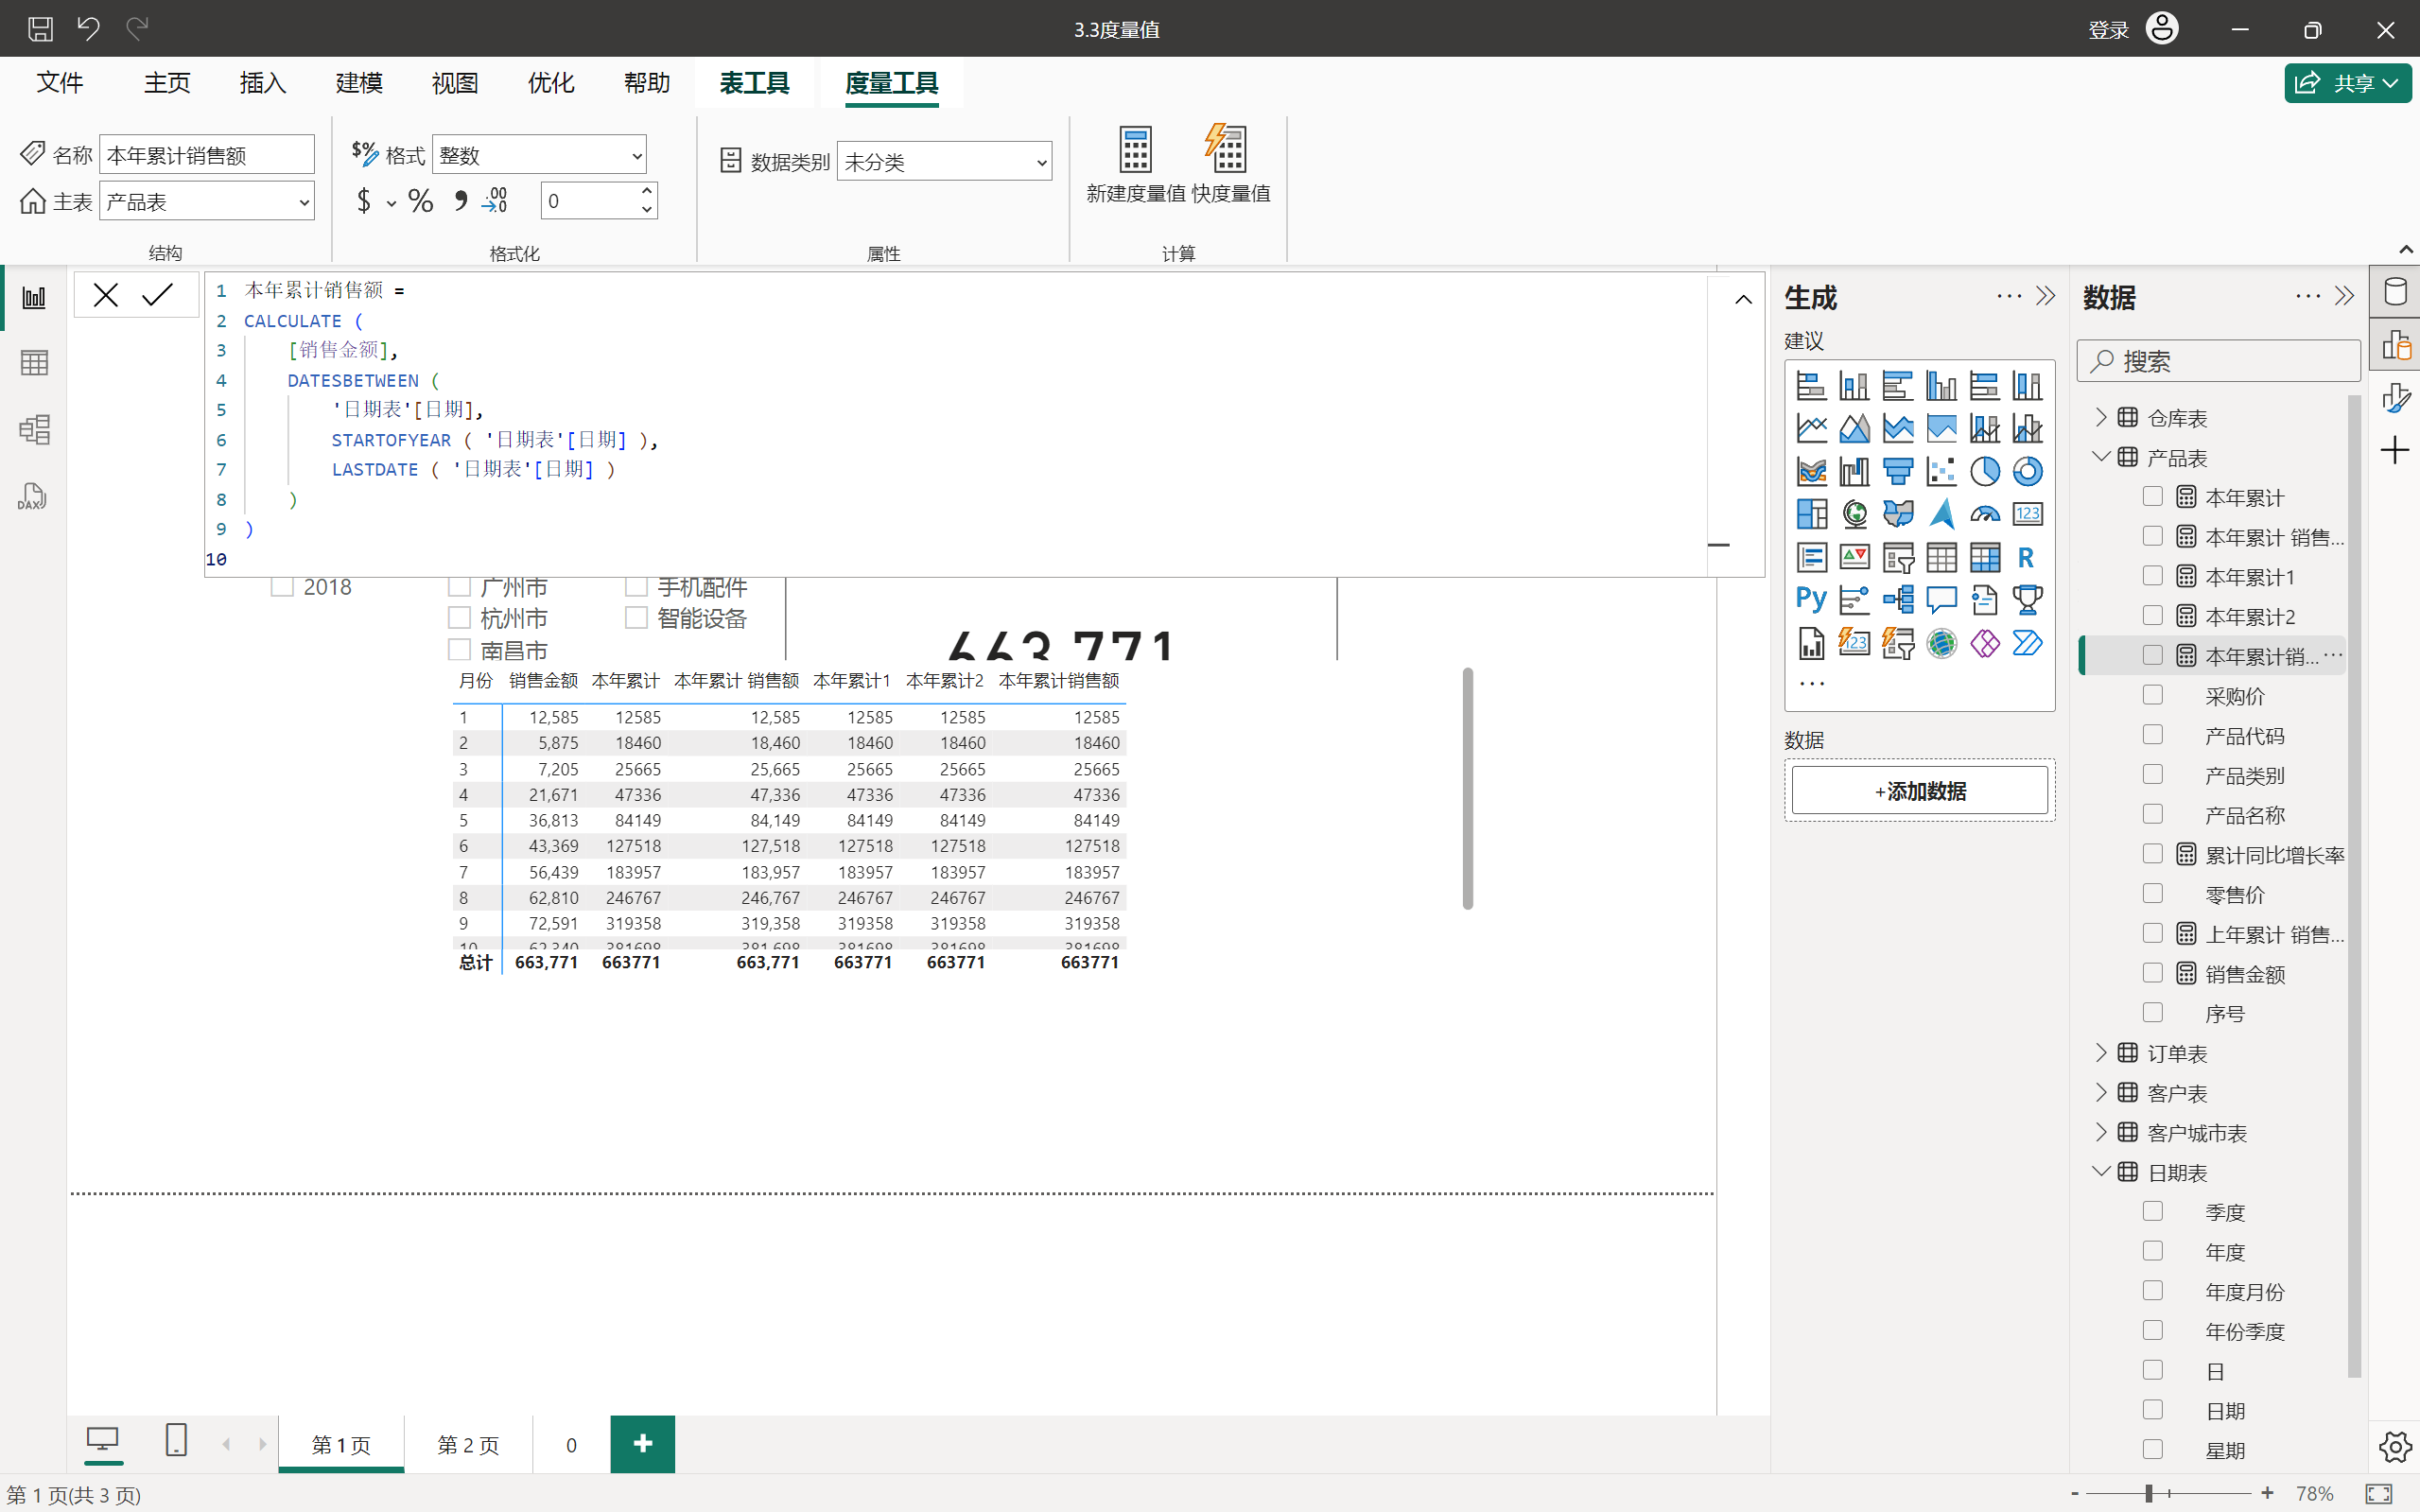 3.3度量值
登录
文件 主页 插入 建模 视图 优化 帮助 表工具 度量工具
共享
名称 本年累计销售额
$% 格式 整数
数据类别 未分类
新建度量值 快度量值
主表 产品表
$ % , .00 →.0 0
结构 格式化 属性 计算
1 本年累计销售额 =
2 CALCULATE (
3 [销售金额],
4 DATESBETWEEN (
5 '日期表'[日期],
6 STARTOFYEAR ( '日期表'[日期] ),
7 LASTDATE ( '日期表'[日期] )
8 )
9 )
10
DAX
2018 广州市 手机配件
杭州市 智能设备
南昌市
663,771
月份 销售金额 本年累计 本年累计 销售额 本年累计1 本年累计2 本年累计销售额
1 12,585 12585 12,585 12585 12585 12585
2 5,875 18460 18,460 18460 18460 18460
3 7,205 25665 25,665 25665 25665 25665
4 21,671 47336 47,336 47336 47336 47336
5 36,813 84149 84,149 84149 84149 84149
6 43,369 127518 127,518 127518 127518 127518
7 56,439 183957 183,957 183957 183957 183957
8 62,810 246767 246,767 246767 246767 246767
9 72,591 319358 319,358 319358 319358 319358
10 62,340 381698 381,698 381698 381698 381698
总计 663,771 663771 663,771 663771 663771 663771
生成 ···
建议
123
R
Py
123
···
数据
+添加数据
数据 ···
搜索
仓库表
产品表
本年累计
本年累计 销售...
本年累计1
本年累计2
本年累计销... ···
采购价
产品代码
产品类别
产品名称
累计同比增长率
零售价
上年累计 销售...
销售金额
序号
订单表
客户表
客户城市表
日期表
季度
年度
年度月份
年份季度
日
日期
星期
第 1 页 第 2 页 0 +
第 1 页(共 3 页)
- + 78%